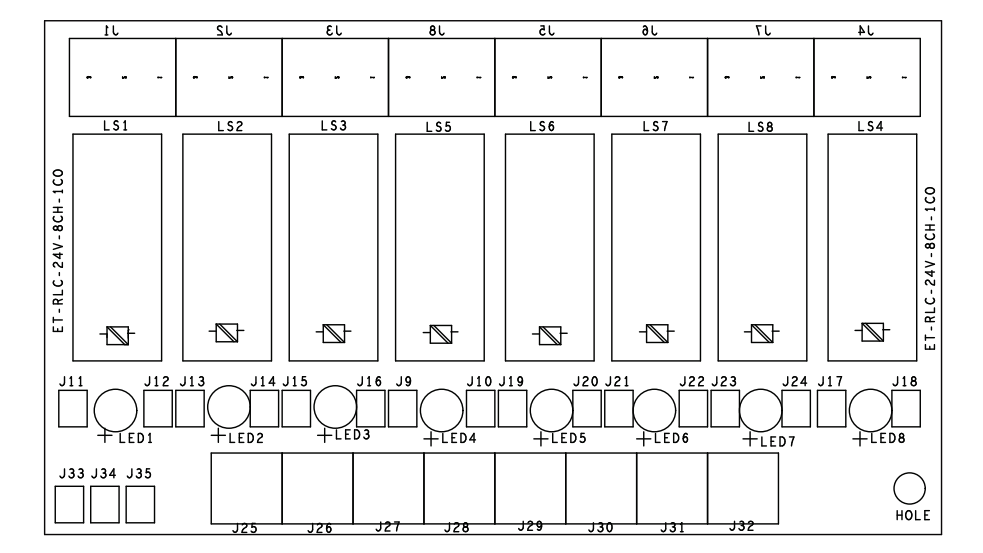 J1 J2 J3 J8 J5 J6 J7 J4
LS1 LS2 LS3 LS5 LS6 LS7 LS8 LS4
ET-RLC-24V-8CH-1CO
ET-RLC-24V-8CH-1CO
J11 J12 J13 J14 J15 J16 J9 J10 J19 J20 J21 J22 J23 J24 J17 J18
LED1 LED2 LED3 LED4 LED5 LED6 LED7 LED8
J33 J34 J35
HOLE
J25 J26 J27 J28 J29 J30 J31 J32